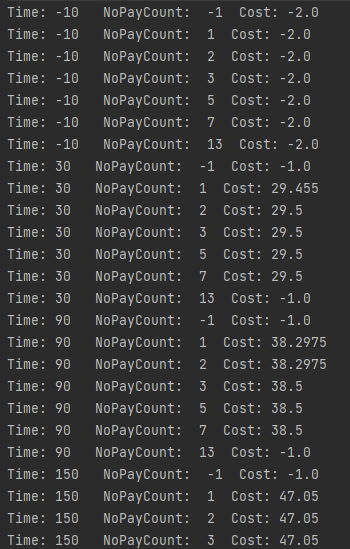 Time: -10   NoPayCount:  -1  Cost: -2.0
Time: -10   NoPayCount:  1  Cost: -2.0
Time: -10   NoPayCount:  2  Cost: -2.0
Time: -10   NoPayCount:  3  Cost: -2.0
Time: -10   NoPayCount:  5  Cost: -2.0
Time: -10   NoPayCount:  7  Cost: -2.0
Time: -10   NoPayCount:  13  Cost: -2.0
Time: 30   NoPayCount:  -1  Cost: -1.0
Time: 30   NoPayCount:  1  Cost: 29.455
Time: 30   NoPayCount:  2  Cost: 29.5
Time: 30   NoPayCount:  3  Cost: 29.5
Time: 30   NoPayCount:  5  Cost: 29.5
Time: 30   NoPayCount:  7  Cost: 29.5
Time: 30   NoPayCount:  13  Cost: -1.0
Time: 90   NoPayCount:  -1  Cost: -1.0
Time: 90   NoPayCount:  1  Cost: 38.2975
Time: 90   NoPayCount:  2  Cost: 38.2975
Time: 90   NoPayCount:  3  Cost: 38.5
Time: 90   NoPayCount:  5  Cost: 38.5
Time: 90   NoPayCount:  7  Cost: 38.5
Time: 90   NoPayCount:  13  Cost: -1.0
Time: 150   NoPayCount:  -1  Cost: -1.0
Time: 150   NoPayCount:  1  Cost: 47.05
Time: 150   NoPayCount:  2  Cost: 47.05
Time: 150   NoPayCount:  3  Cost: 47.05